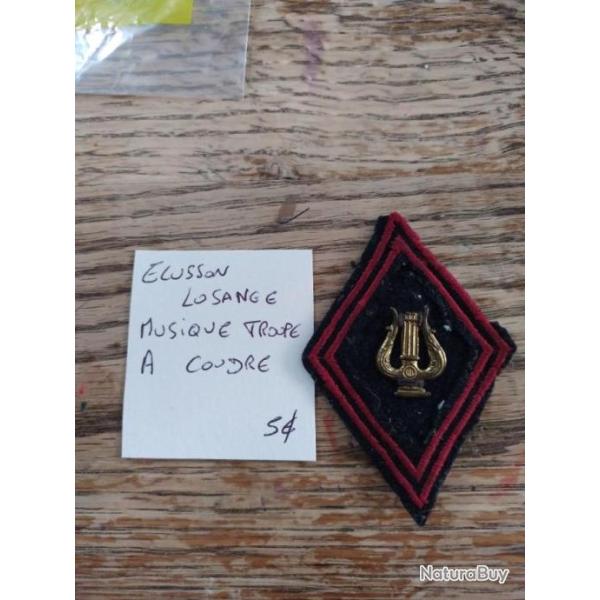 ECUSSON
LOSANGE
MUSIQUE TROUPE
A COUDRE
5€
NaturaBuy